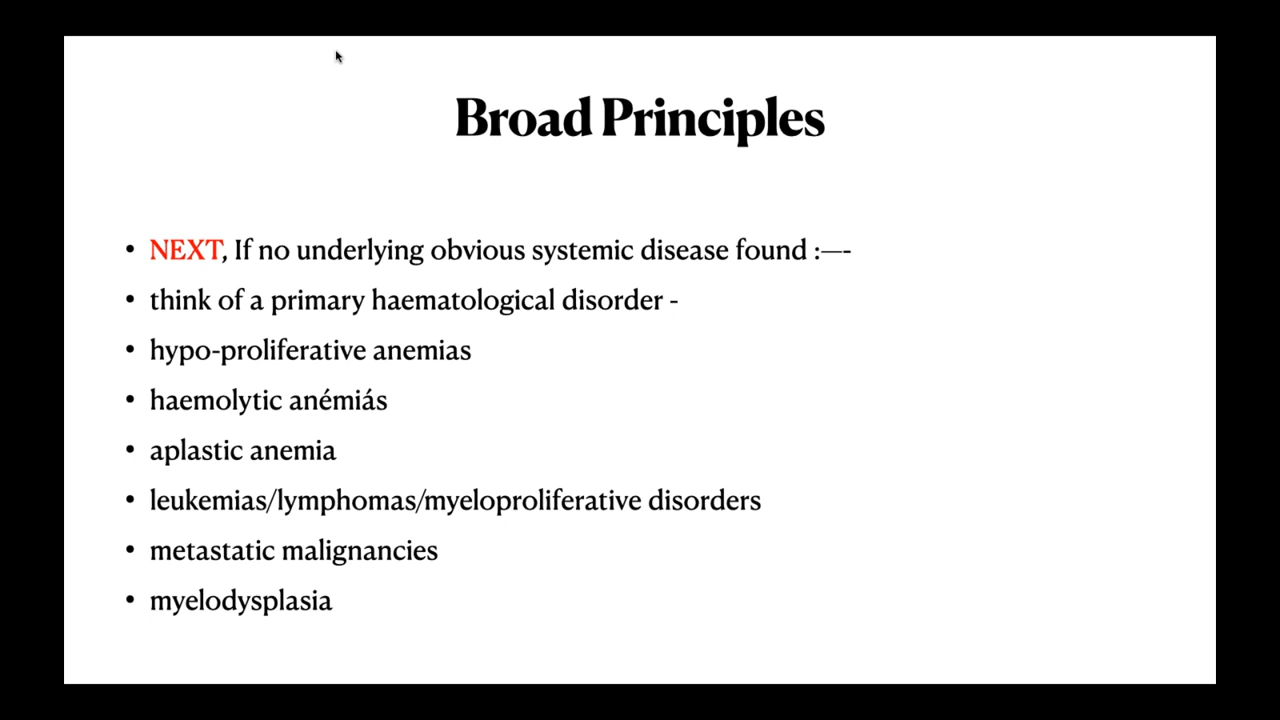 Broad Principles
• NEXT, If no underlying obvious systemic disease found :—-
• think of a primary haematological disorder -
• hypo-proliferative anemias
• haemolytic anémiás
• aplastic anemia
• leukemias/lymphomas/myeloproliferative disorders
• metastatic malignancies
• myelodysplasia